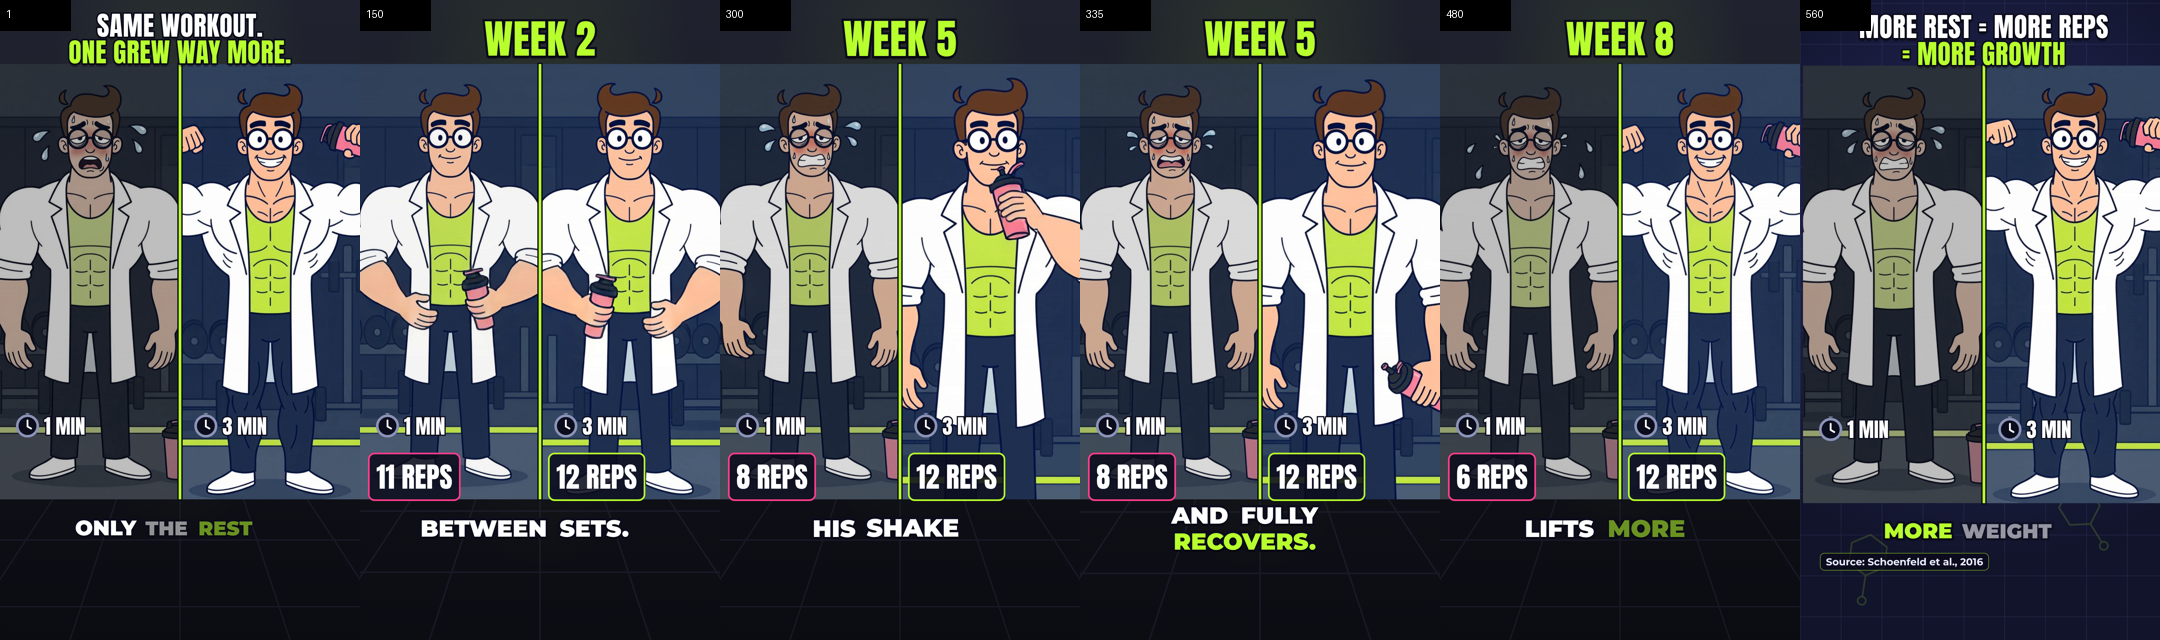 1
SAME WORKOUT.
ONE GREW WAY MORE.
1 MIN
3 MIN
ONLY THE REST
150
WEEK 2
1 MIN
3 MIN
11 REPS
12 REPS
BETWEEN SETS.
300
WEEK 5
1 MIN
3 MIN
8 REPS
12 REPS
HIS SHAKE
335
WEEK 5
1 MIN
3 MIN
8 REPS
12 REPS
AND FULLY
RECOVERS.
480
WEEK 8
1 MIN
3 MIN
6 REPS
12 REPS
LIFTS MORE
560
MORE REST = MORE REPS
= MORE GROWTH
1 MIN
3 MIN
MORE WEIGHT
Source: Schoenfeld et al., 2016